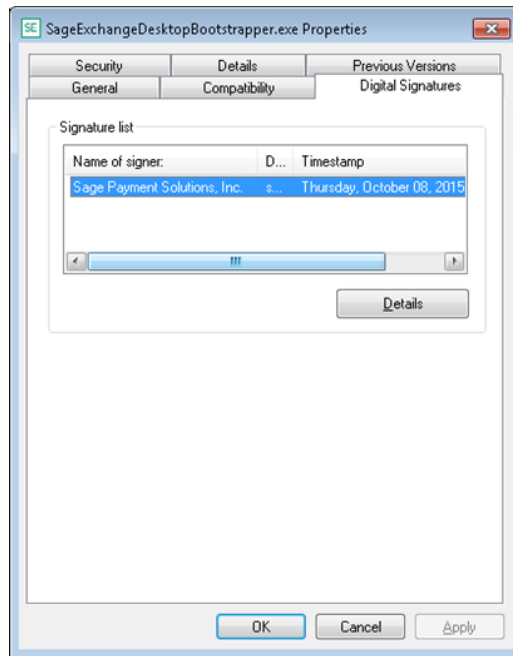 SE SageExchangeDesktopBootstrapper.exe Properties
Security Details Previous Versions
General Compatibility Digital Signatures
Signature list
Name of signer: D... Timestamp
Sage Payment Solutions, Inc. s... Thursday, October 08, 2015
Details
OK Cancel Apply